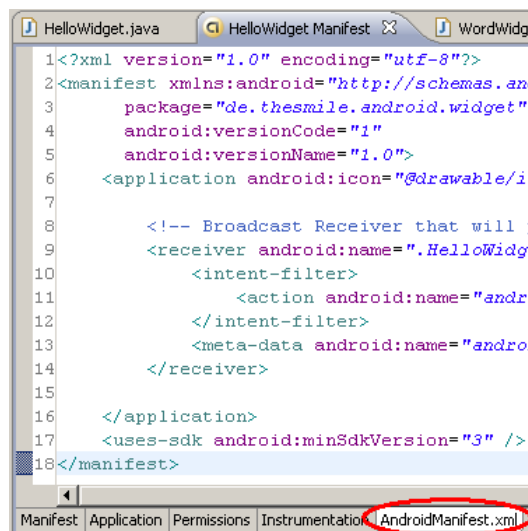 HelloWidget.java HelloWidget Manifest WordWidg
1 <?xml version="1.0" encoding="utf-8"?>
2 <manifest xmlns:android="http://schemas.an
3 package="de.thesmile.android.widget"
4 android:versionCode="1"
5 android:versionName="1.0">
6 <application android:icon="@drawable/i
7
8 <!-- Broadcast Receiver that will
9 <receiver android:name=".HelloWidg
10 <intent-filter>
11 <action android:name="andr
12 </intent-filter>
13 <meta-data android:name="andro
14 </receiver>
15
16 </application>
17 <uses-sdk android:minSdkVersion="3" />
18 </manifest>
Manifest Application Permissions Instrumentation AndroidManifest.xml